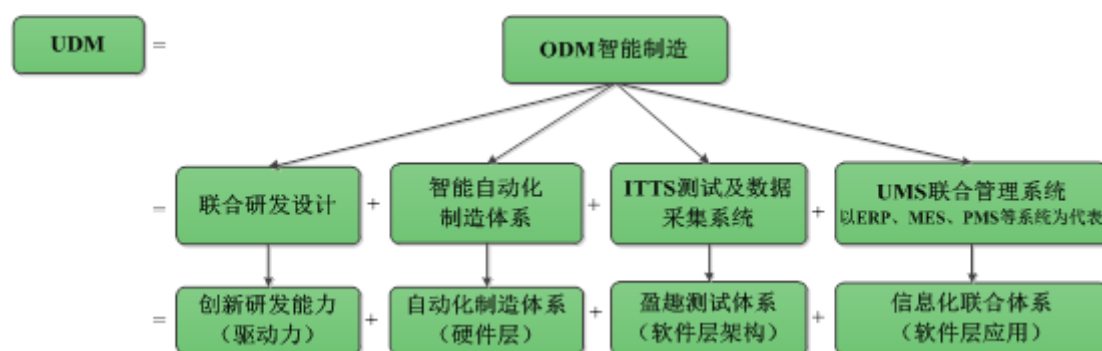 UDM
=
ODM智能制造
=
联合研发设计
+
智能自动化
制造体系
+
ITTS测试及数据
采集系统
+
UMS联合管理系统
以ERP、MES、PMS等系统为代表
=
创新研发能力
（驱动力）
+
自动化制造体系
（硬件层）
+
盈趣测试体系
（软件层架构）
+
信息化联合体系
（软件层应用）